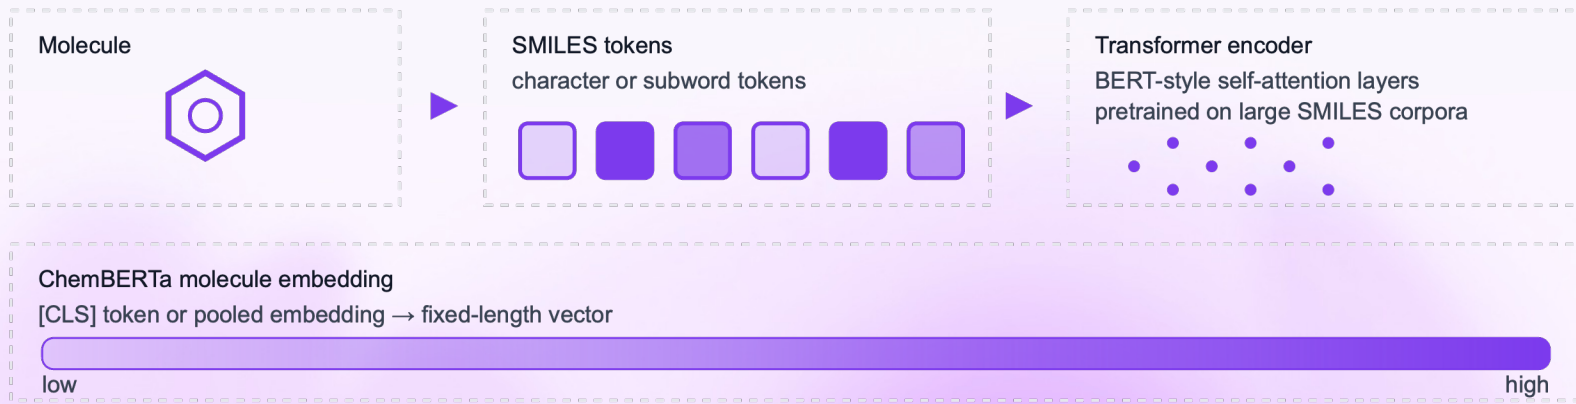 Molecule
SMILES tokens
character or subword tokens
Transformer encoder
BERT-style self-attention layers
pretrained on large SMILES corpora
ChemBERTa molecule embedding
[CLS] token or pooled embedding → fixed-length vector
low
high